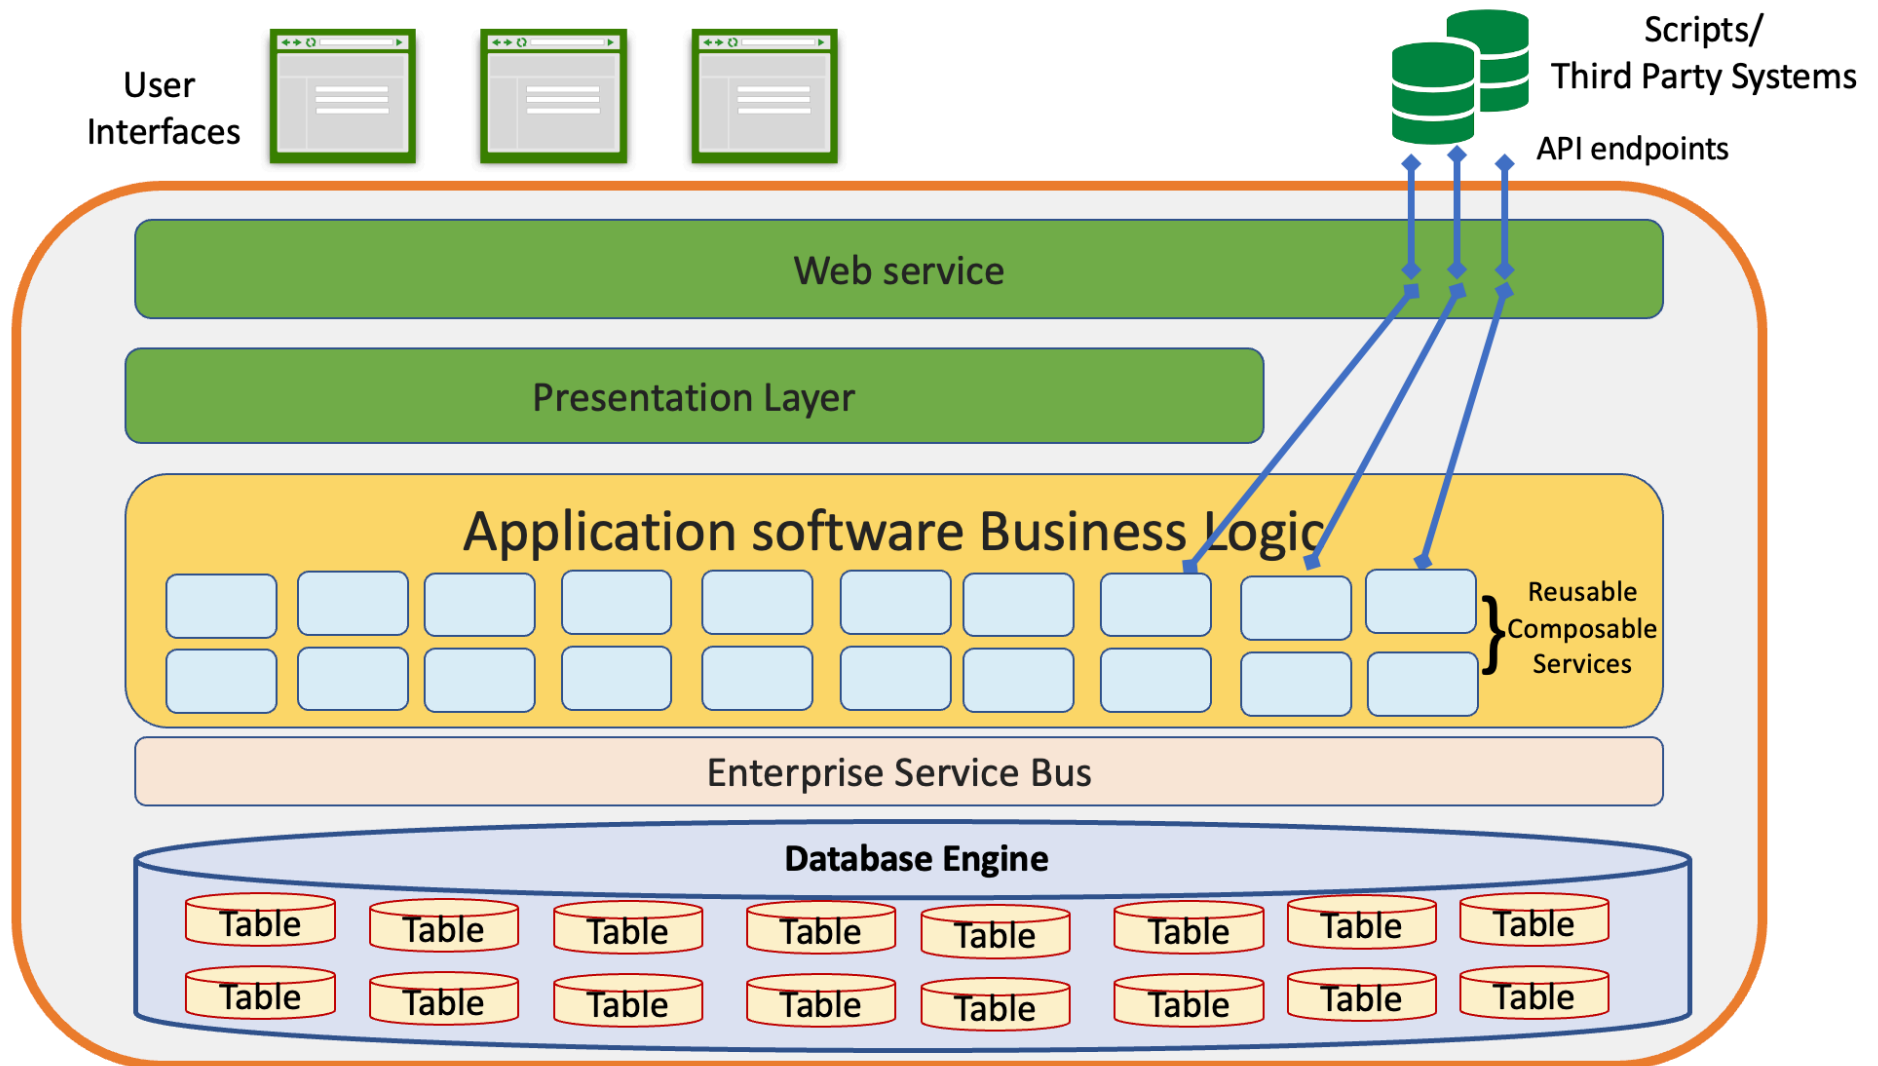 User
Interfaces
Scripts/
Third Party Systems
API endpoints
Web service
Presentation Layer
Application software Business Logic
Reusable
Composable
Services
Enterprise Service Bus
Database Engine
Table Table Table Table Table Table Table Table
Table Table Table Table Table Table Table Table